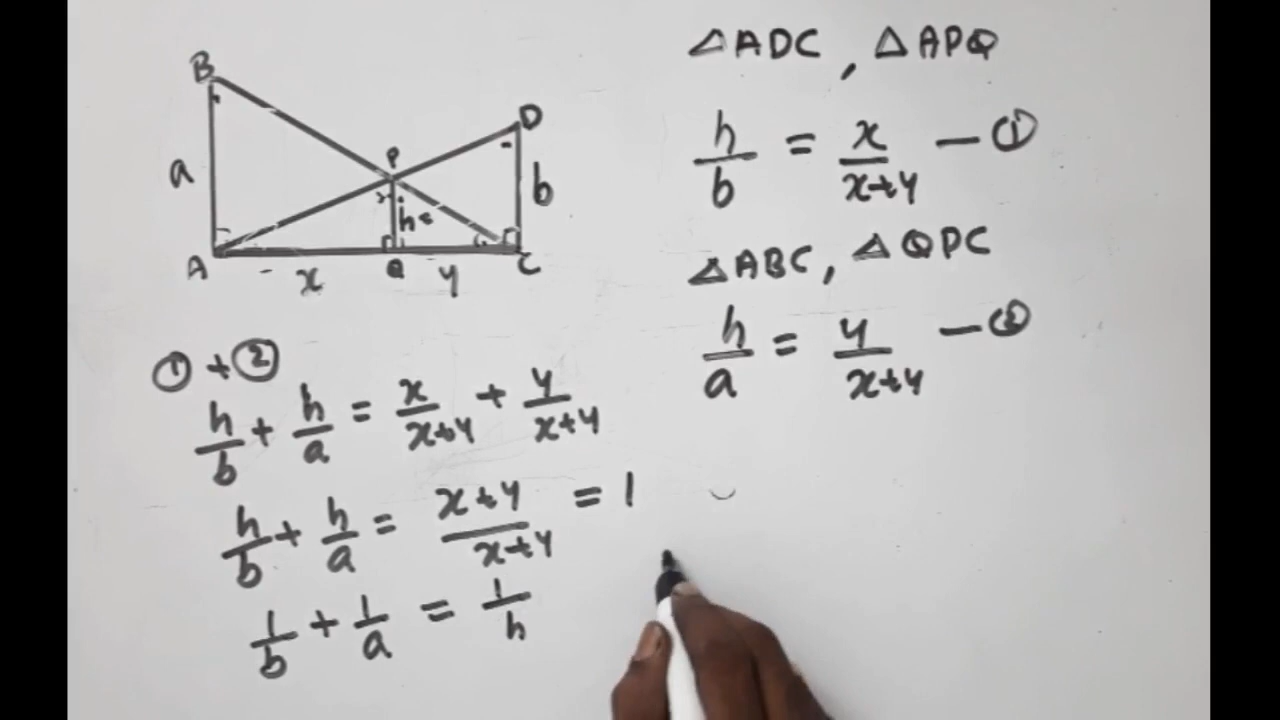 B
D
P
a
b
h
A
x
Q
y
C
△ADC, △APQ
h/b = x/x+y — ①
△ABC, △QPC
h/a = y/x+y — ②
① + ②
h/b + h/a = x/x+y + y/x+y
h/b + h/a = x+y/x+y = 1
1/b + 1/a = 1/h